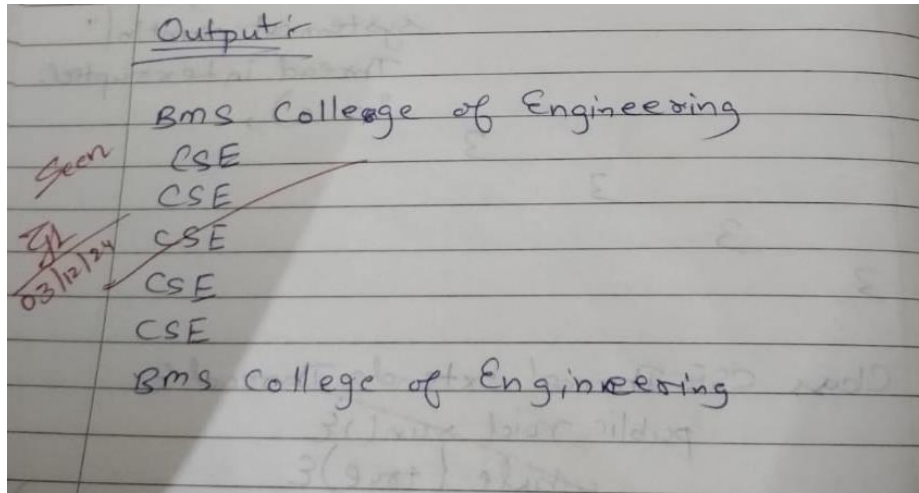 Output :-
BMS College of Engineering
CSE
CSE
CSE
CSE
CSE
BMS College of Engineering
Seen
03/12/24